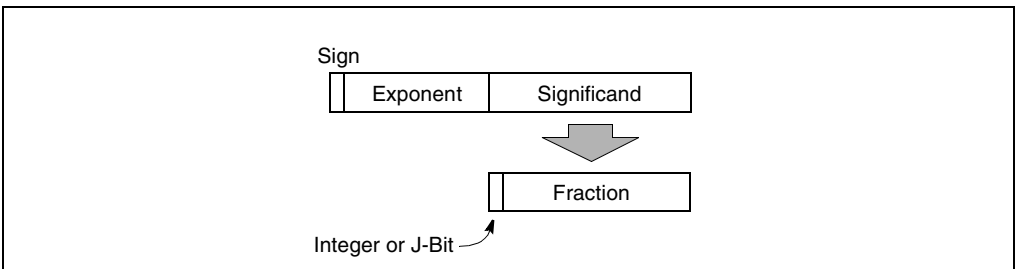 Sign
Exponent Significand
Fraction
Integer or J-Bit